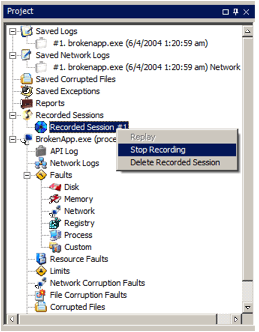 Project
Saved Logs
#1. brokenapp.exe (6/4/2004 1:20:59 am)
Saved Network Logs
#1. brokenapp.exe (6/4/2004 1:20:59 am) Network
Saved Corrupted Files
Saved Exceptions
Reports
Recorded Sessions
Recorded Session #1
Replay
BrokenApp.exe (proce
Stop Recording
API Log
Delete Recorded Session
Network Logs
Faults
Disk
Memory
Network
Registry
Process
Custom
Resource Faults
Limits
Network Corruption Faults
File Corruption Faults
Corrupted Files